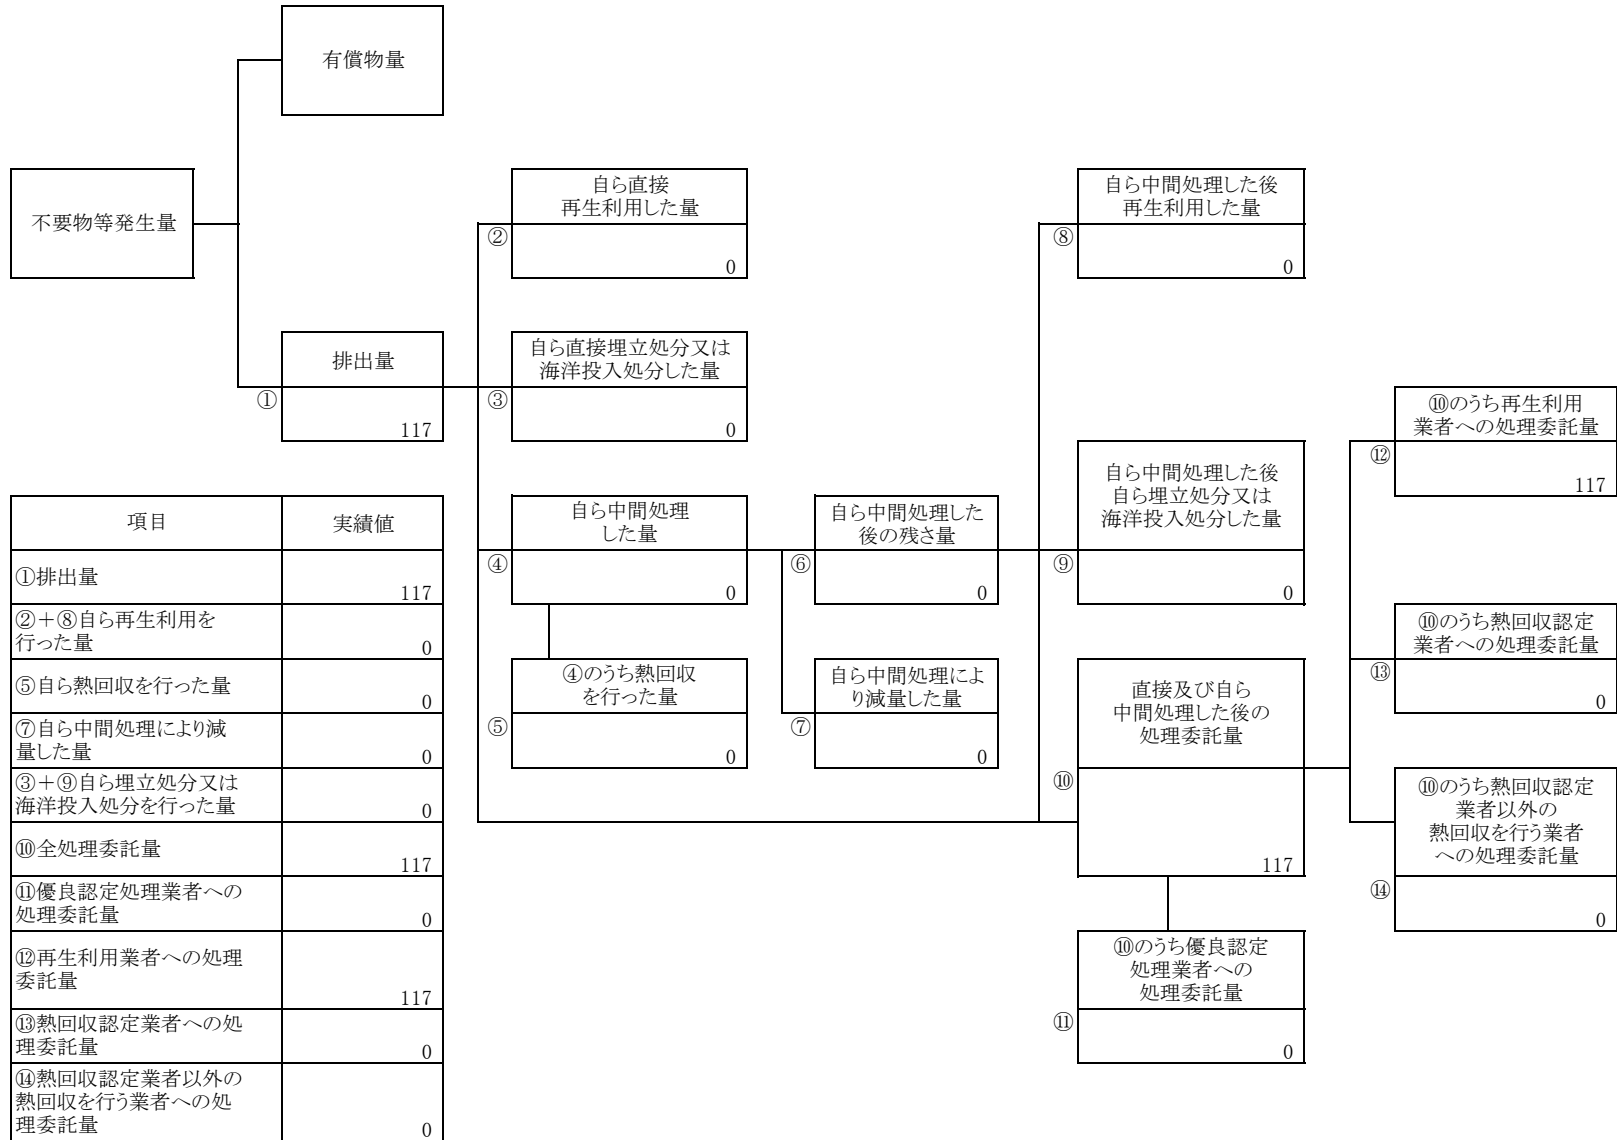 有償物量
不要物等発生量
自ら直接
再生利用した量
②
0
自ら中間処理した後
再生利用した量
⑧
0
排出量
①
117
自ら直接埋立処分又は
海洋投入処分した量
③
0
⑩のうち再生利用
業者への処理委託量
⑫
117
自ら中間処理した後
自ら埋立処分又は
海洋投入処分した量
⑨
0
自ら中間処理
した量
④
0
自ら中間処理した
後の残さ量
⑥
0
⑩のうち熱回収認定
業者への処理委託量
⑬
0
④のうち熱回収
を行った量
⑤
0
自ら中間処理によ
り減量した量
⑦
0
直接及び自ら
中間処理した後の
処理委託量
⑩
117
⑩のうち熱回収認定
業者以外の
熱回収を行う業者
への処理委託量
⑭
0
⑩のうち優良認定
処理業者への
処理委託量
⑪
0
項目 実績値
①排出量
117
②+⑧自ら再生利用を
行った量
0
⑤自ら熱回収を行った量
0
⑦自ら中間処理により減
量した量
0
③+⑨自ら埋立処分又は
海洋投入処分を行った量
0
⑩全処理委託量
117
⑪優良認定処理業者への
処理委託量
0
⑫再生利用業者への処理
委託量
117
⑬熱回収認定業者への処
理委託量
0
⑭熱回収認定業者以外の
熱回収を行う業者への処
理委託量
0